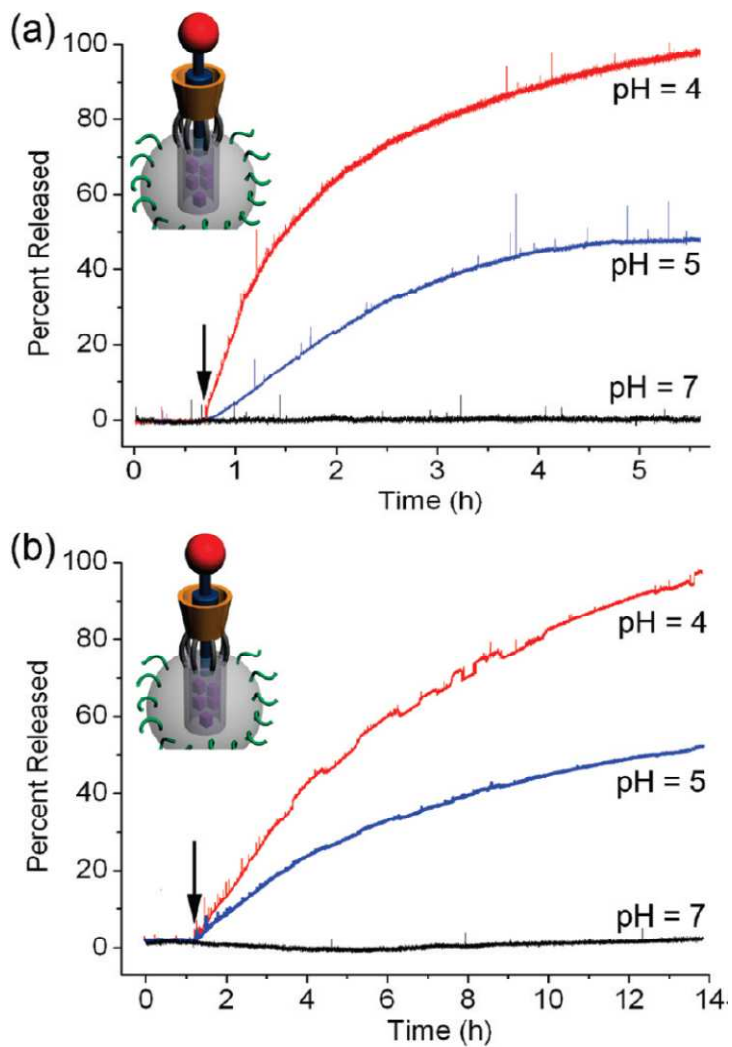 (a)
100
80
60
40
20
0
Percent Released
pH = 4
pH = 5
pH = 7
0 1 2 3 4 5
Time (h)
(b)
100
80
60
40
20
0
Percent Released
pH = 4
pH = 5
pH = 7
0 2 4 6 8 10 12 14
Time (h)